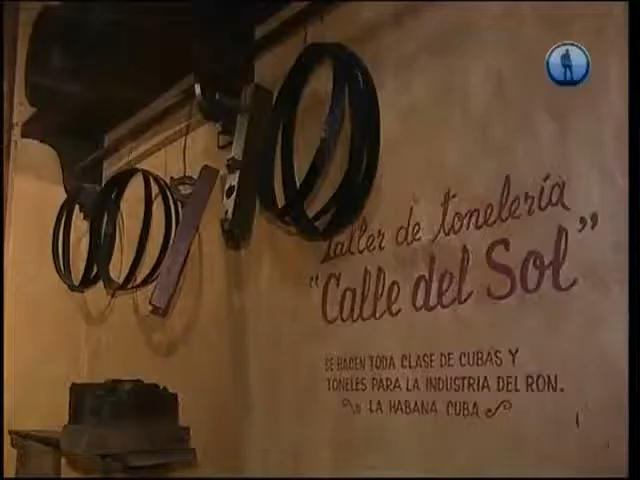 Taller de tonelería
"Calle del Sol"
SE HACEN TODA CLASE DE CUBAS Y
TONELES PARA LA INDUSTRIA DEL RON.
LA HABANA CUBA